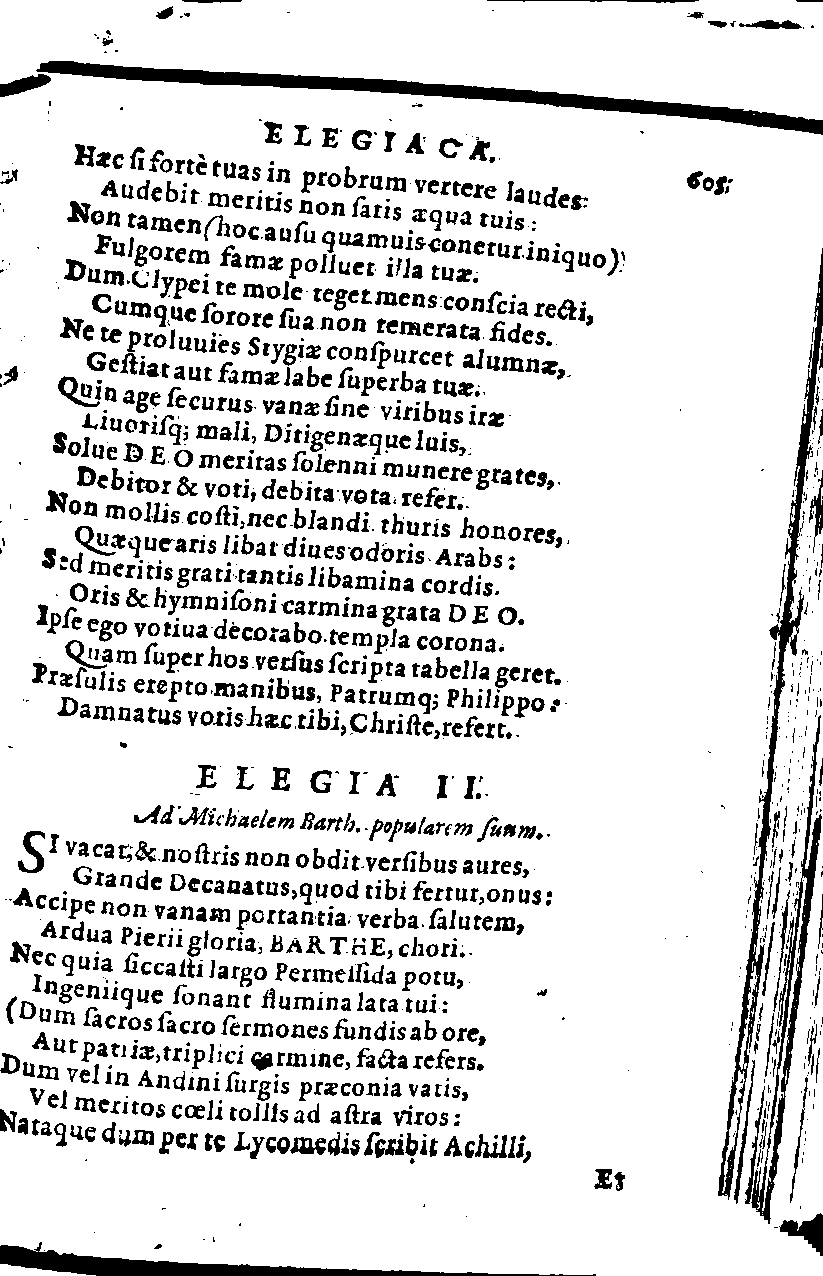 ELEGIACA. 605.
Hæc ſi fortè tuas in probrum vertere laudes
Audebit meritis non ſatis æqua tuis:
Non tamen (hoc auſu quamuis conetur iniquo)
Fulgorem famæ polluet illa tuæ.
Dum Clypei te mole teget mens conſcia recti,
Cumque ſorore ſua non temerata fides.
Ne te proluuies Stygiæ conſpurcet alumnæ,
Geſtiat aut famæ labe ſuperba tuæ.
Quin age ſecurus vanæ ſine viribus iræ
Liuoriſq; mali, Ditigenæque luis,
Solue DEO meritas ſolenni munere grates,
Debitor & voti, debita vota refer.
Non mollis coſti, nec blandi thuris honores,
Quæque aris libat diues odoris Arabs:
Sed meritis grati tantis libamina cordis.
Oris & hymniſoni carmina grata DEO.
Ipſe ego votiua decorabo templa corona.
Quam ſuper hos verſus ſcripta tabella geret.
Præſulis erepto manibus, Patrumq; Philippo:
Damnatus votis hæc tibi, Chriſte, refert.
ELEGIA II.
Ad Michaelem Barth. popularem ſuum.
SI vacat, & noſtris non obdit verſibus aures,
Grande Decanatus, quod tibi fertur, onus:
Accipe non vanam portantia verba ſalutem,
Ardua Pierii gloria, BARTHE, chori.
Nec quia ſiccaſti largo Permeſſida potu,
Ingeniique ſonant flumina lata tui:
(Dum ſacros ſacro ſermones fundis ab ore,
Aut patriæ, triplici carmine, facta refers.
Dum vel in Andini ſurgis præconia vatis,
Vel meritos cœli tollis ad aſtra viros:
Nataque dum per te Lycomedis ſcribit Achilli,
Et